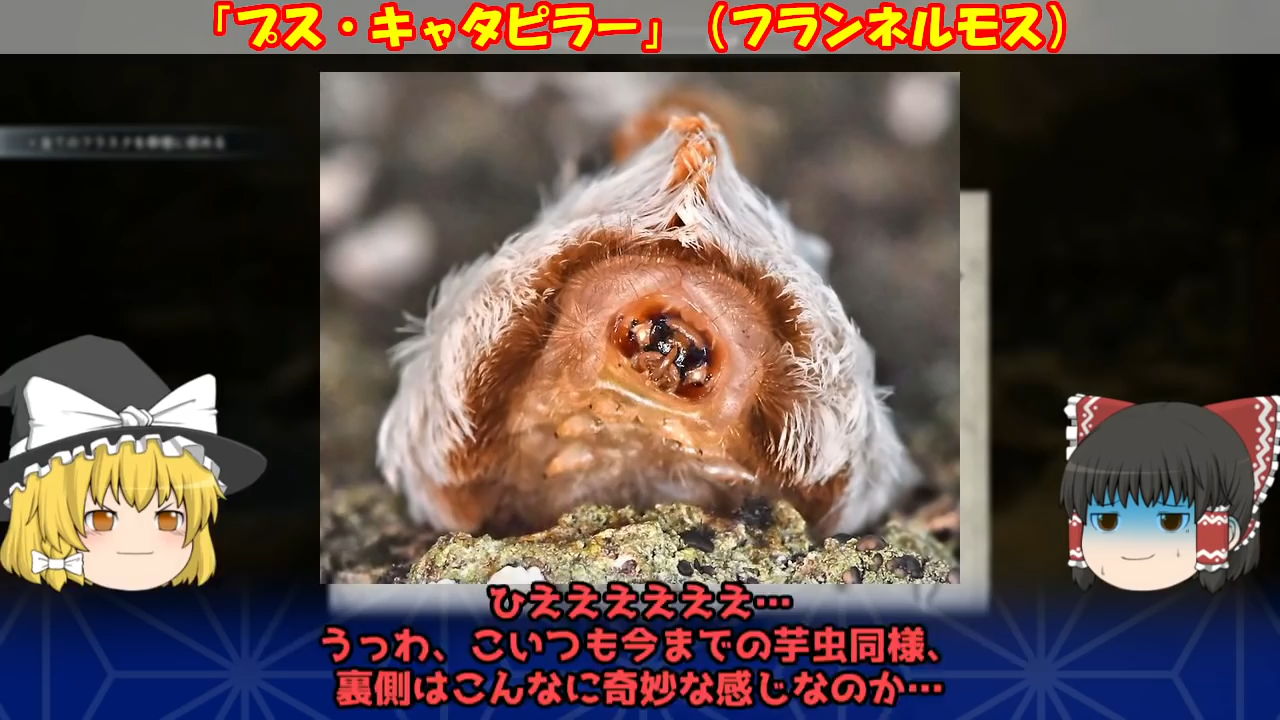 「プス・キャタピラー」（フランネルモス）
ひええええええ…
うっわ、こいつも今までの芋虫同様、
裏側はこんなに奇妙な感じなのか…